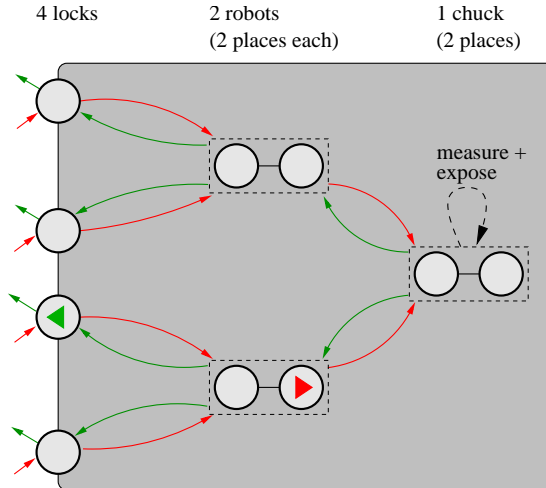 4 locks
2 robots
(2 places each)
1 chuck
(2 places)
measure +
expose